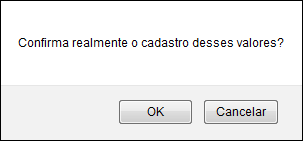 Confirma realmente o cadastro desses valores?
OK
Cancelar